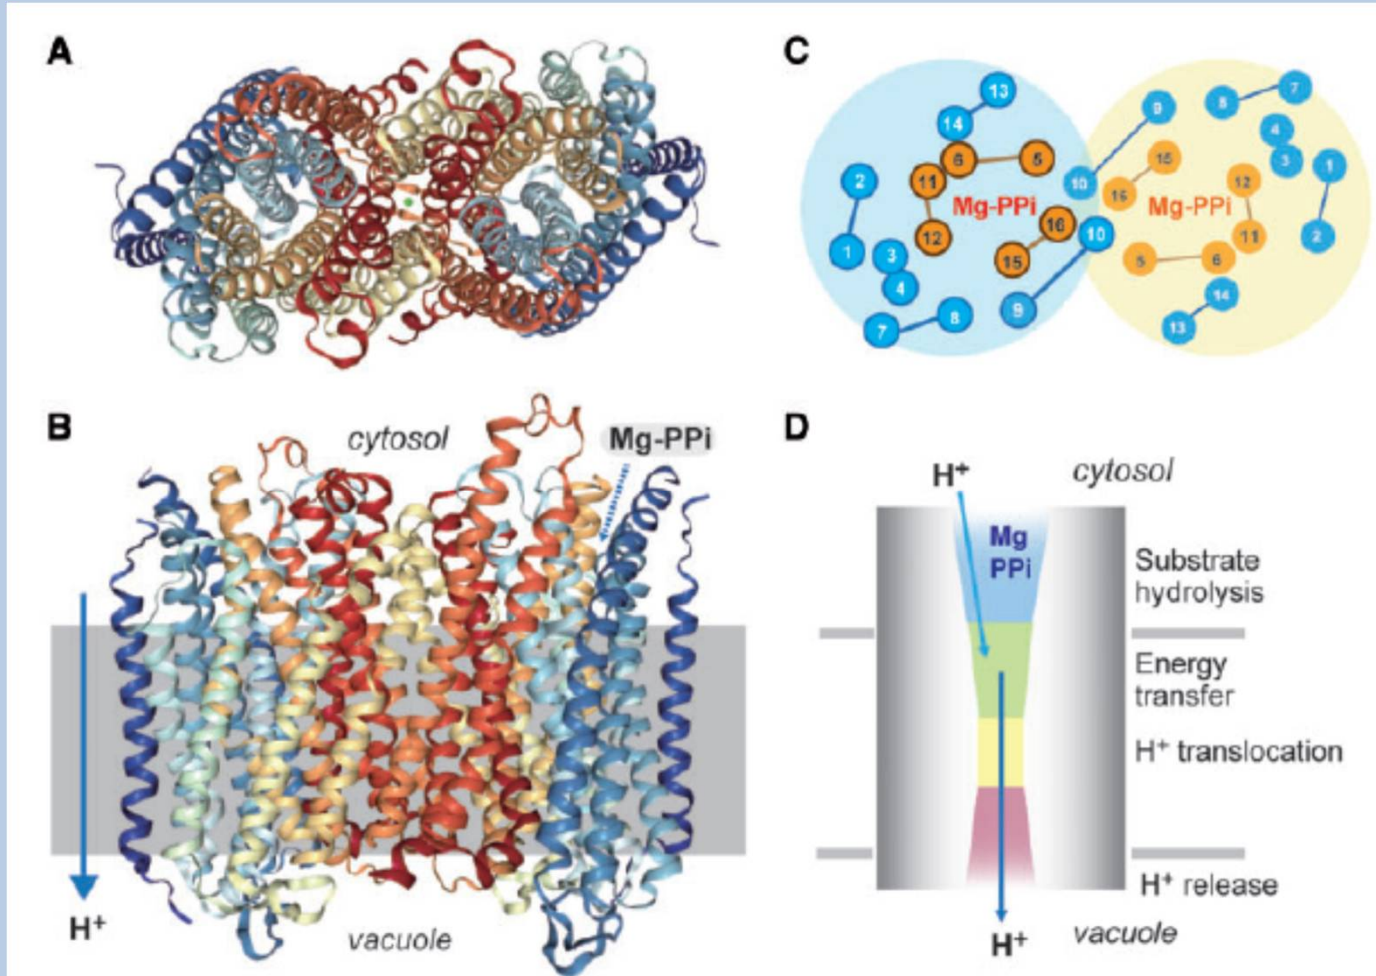 A
B
cytosol
Mg-PPi
H⁺
vacuole
C
13
14
6
5
2
11
Mg-PPi
12
16
1
3
15
4
10
9
8
7
9
8
7
4
15
3
1
10
16
12
Mg-PPi
11
2
5
6
14
13
D
H⁺
cytosol
Mg
PPi
Substrate
hydrolysis
Energy
transfer
H⁺ translocation
H⁺ release
H⁺
vacuole